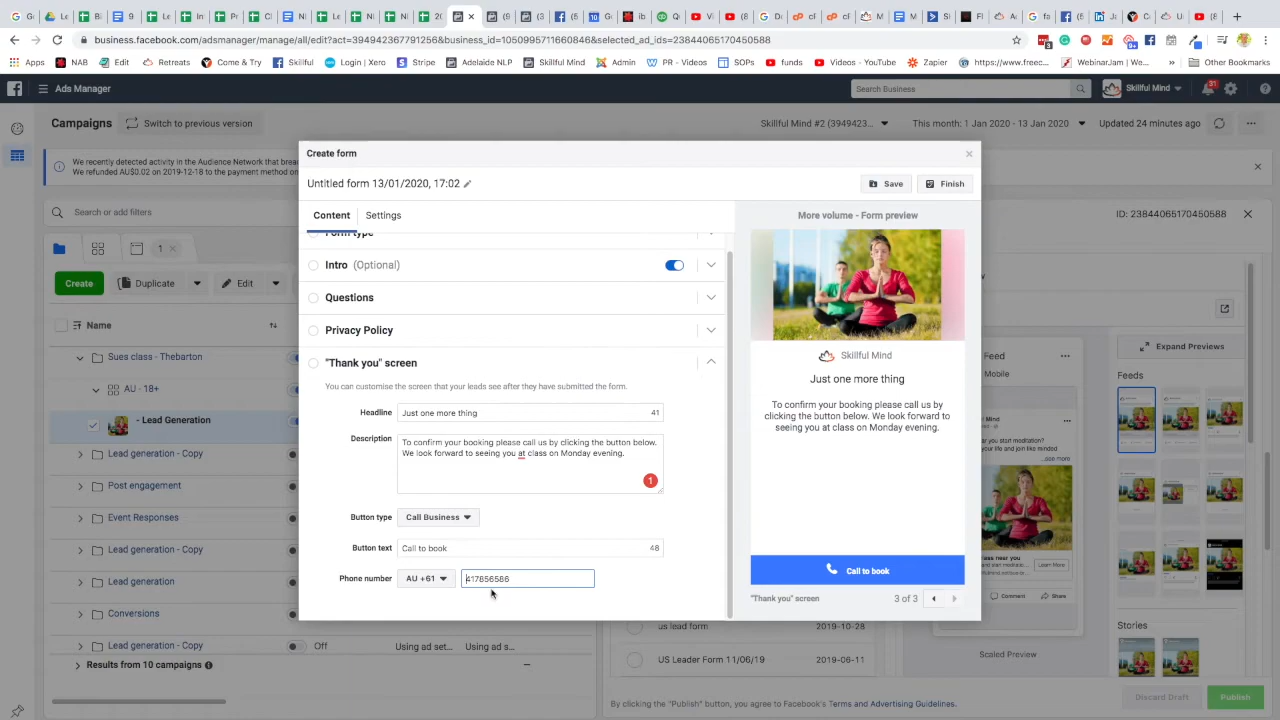 NAB
business.facebook.com/adsmanager/manage/all/edit?act=394942367791256&business_id=1050995711660846&selected_ad_ids=23844065170450588
Apps
NAB
Edit
Retreats
Come & Try
Skillful
Login | Xero
Stripe
Adelaide NLP
Skillful Mind
Admin
PR - Videos
SOPs
funds
Videos - YouTube
Zapier
https://www.freec...
WebinarJam | We...
Other Bookmarks
Ads Manager
Search Business
Skillful Mind
31
Campaigns
Switch to previous version
Skillful Mind #2 (3949423...
This month: 1 Jan 2020 - 13 Jan 2020
Updated 24 minutes ago
We recently detected activity in the Audience Network that brea
We refunded AU$0.02 on 2019-12-18 to the payment method on
Search or add filters
ID: 23844065170450588
1
Create
Duplicate
Edit
Name
Sues class - Thebarton
AU - 18+
- Lead Generation
Lead generation - Copy
Post engagement
Event Responses
Lead generation - Copy
Lead generation
Conversions
Lead generation - Copy
Off
Using ad set...
Using ad s...
Results from 10 campaigns
Create form
Untitled form 13/01/2020, 17:02
Save
Finish
Content
Settings
Form type
Intro (Optional)
Questions
Privacy Policy
"Thank you" screen
You can customise the screen that your leads see after they have submitted the form.
Headline
Just one more thing
41
Description
To confirm your booking please call us by clicking the button below.
We look forward to seeing you at class on Monday evening.
1
Button type
Call Business
Button text
Call to book
48
Phone number
AU +61
417856586
More volume - Form preview
Skillful Mind
Just one more thing
To confirm your booking please call us by
clicking the button below. We look forward to
seeing you at class on Monday evening.
Call to book
"Thank you" screen
3 of 3
us lead form
2019-10-28
US Leader Form 11/06/19
2019-06-11
Feed
Mobile
Learn More
Comment
Share
Scaled Preview
Expand Previews
Feeds
Stories
By clicking the "Publish" button, you agree to Facebook's Terms and Advertising Guidelines.
Discard Draft
Publish